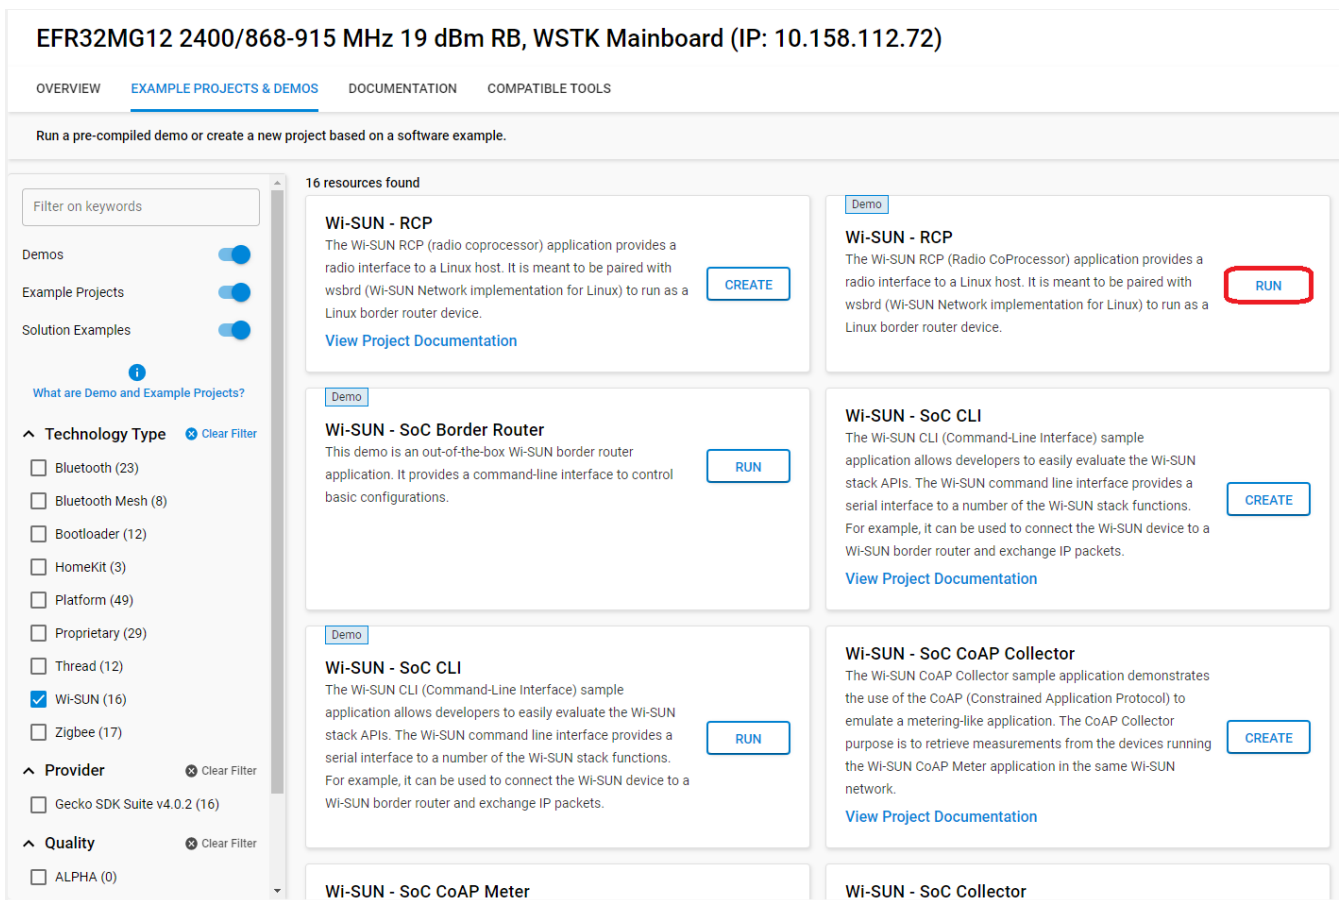 EFR32MG12 2400/868-915 MHz 19 dBm RB, WSTK Mainboard (IP: 10.158.112.72)
OVERVIEW
EXAMPLE PROJECTS & DEMOS
DOCUMENTATION
COMPATIBLE TOOLS
Run a pre-compiled demo or create a new project based on a software example.
Filter on keywords
Demos
Example Projects
Solution Examples
What are Demo and Example Projects?
Technology Type
Clear Filter
Bluetooth (23)
Bluetooth Mesh (8)
Bootloader (12)
HomeKit (3)
Platform (49)
Proprietary (29)
Thread (12)
Wi-SUN (16)
Zigbee (17)
Provider
Clear Filter
Gecko SDK Suite v4.0.2 (16)
Quality
Clear Filter
ALPHA (0)
16 resources found
Wi-SUN - RCP
The Wi-SUN RCP (radio coprocessor) application provides a
radio interface to a Linux host. It is meant to be paired with
wsbrd (Wi-SUN Network implementation for Linux) to run as a
Linux border router device.
View Project Documentation
CREATE
Demo
Wi-SUN - RCP
The Wi-SUN RCP (Radio CoProcessor) application provides a
radio interface to a Linux host. It is meant to be paired with
wsbrd (Wi-SUN Network implementation for Linux) to run as a
Linux border router device.
RUN
Demo
Wi-SUN - SoC Border Router
This demo is an out-of-the-box Wi-SUN border router
application. It provides a command-line interface to control
basic configurations.
RUN
Wi-SUN - SoC CLI
The Wi-SUN CLI (Command-Line Interface) sample
application allows developers to easily evaluate the Wi-SUN
stack APIs. The Wi-SUN command line interface provides a
serial interface to a number of the Wi-SUN stack functions.
For example, it can be used to connect the Wi-SUN device to a
Wi-SUN border router and exchange IP packets.
View Project Documentation
CREATE
Demo
Wi-SUN - SoC CLI
The Wi-SUN CLI (Command-Line Interface) sample
application allows developers to easily evaluate the Wi-SUN
stack APIs. The Wi-SUN command line interface provides a
serial interface to a number of the Wi-SUN stack functions.
For example, it can be used to connect the Wi-SUN device to a
Wi-SUN border router and exchange IP packets.
RUN
Wi-SUN - SoC CoAP Collector
The Wi-SUN CoAP Collector sample application demonstrates
the use of the CoAP (Constrained Application Protocol) to
emulate a metering-like application. The CoAP Collector
purpose is to retrieve measurements from the devices running
the Wi-SUN CoAP Meter application in the same Wi-SUN
network.
View Project Documentation
CREATE
Wi-SUN - SoC CoAP Meter
Wi-SUN - SoC Collector